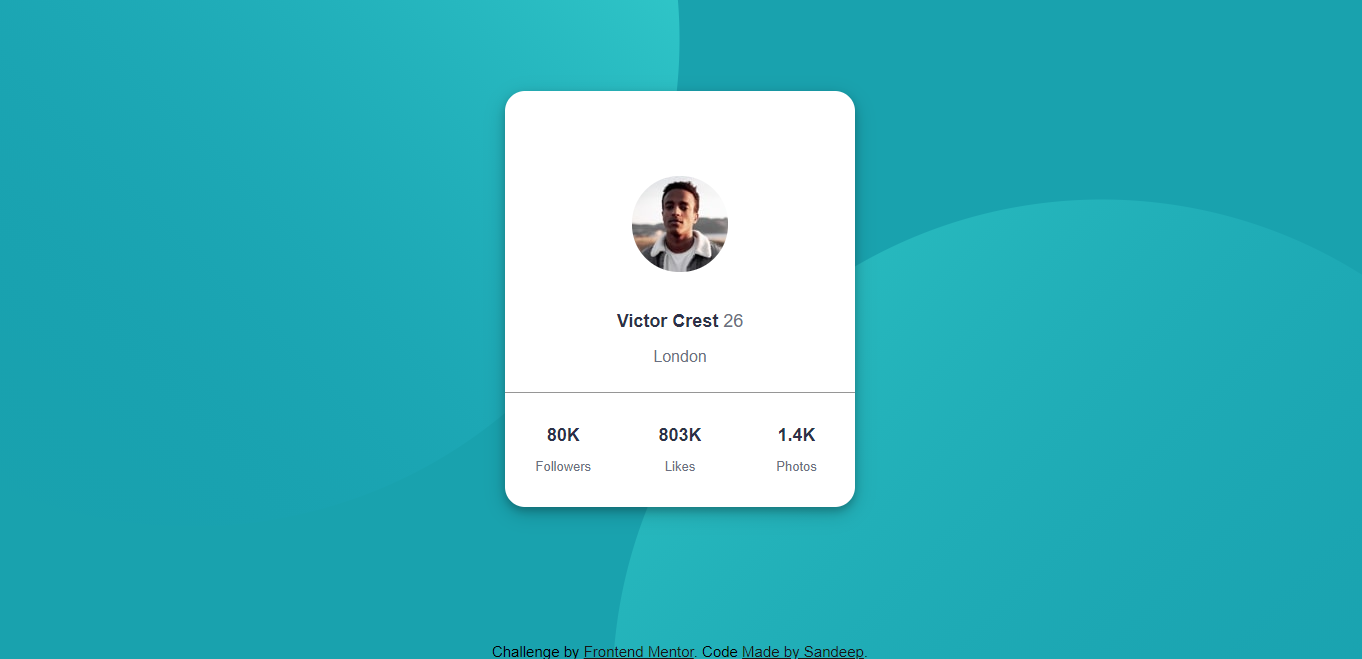 Victor Crest 26
London
80K 803K 1.4K
Followers Likes Photos
Challenge by Frontend Mentor. Code Made by Sandeep.